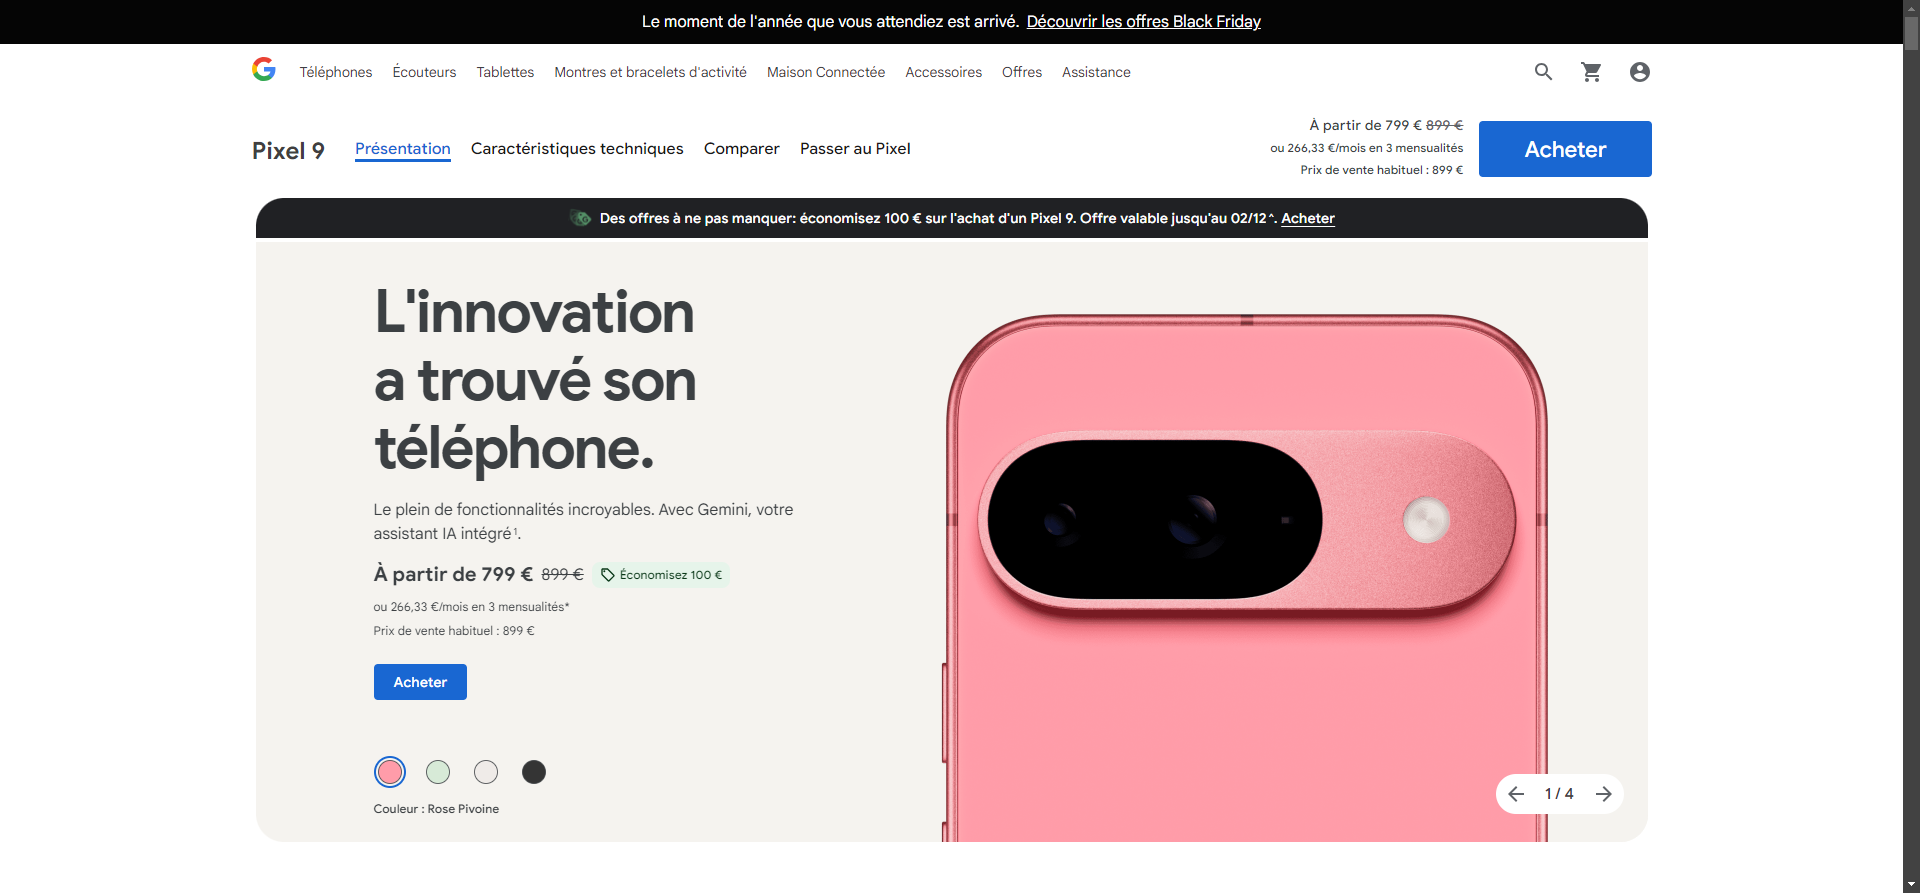 Le moment de l'année que vous attendiez est arrivé. Découvrir les offres Black Friday
Téléphones Écouteurs Tablettes Montres et bracelets d'activité Maison Connectée Accessoires Offres Assistance
Pixel 9 Présentation Caractéristiques techniques Comparer Passer au Pixel
À partir de 799 € 899 €
ou 266,33 €/mois en 3 mensualités
Prix de vente habituel : 899 €
Acheter
Des offres à ne pas manquer: économisez 100 € sur l'achat d'un Pixel 9. Offre valable jusqu'au 02/12^. Acheter
L'innovation
a trouvé son
téléphone.
Le plein de fonctionnalités incroyables. Avec Gemini, votre
assistant IA intégré¹.
À partir de 799 € 899 € Économisez 100 €
ou 266,33 €/mois en 3 mensualités*
Prix de vente habituel : 899 €
Acheter
Couleur : Rose Pivoine
1 / 4